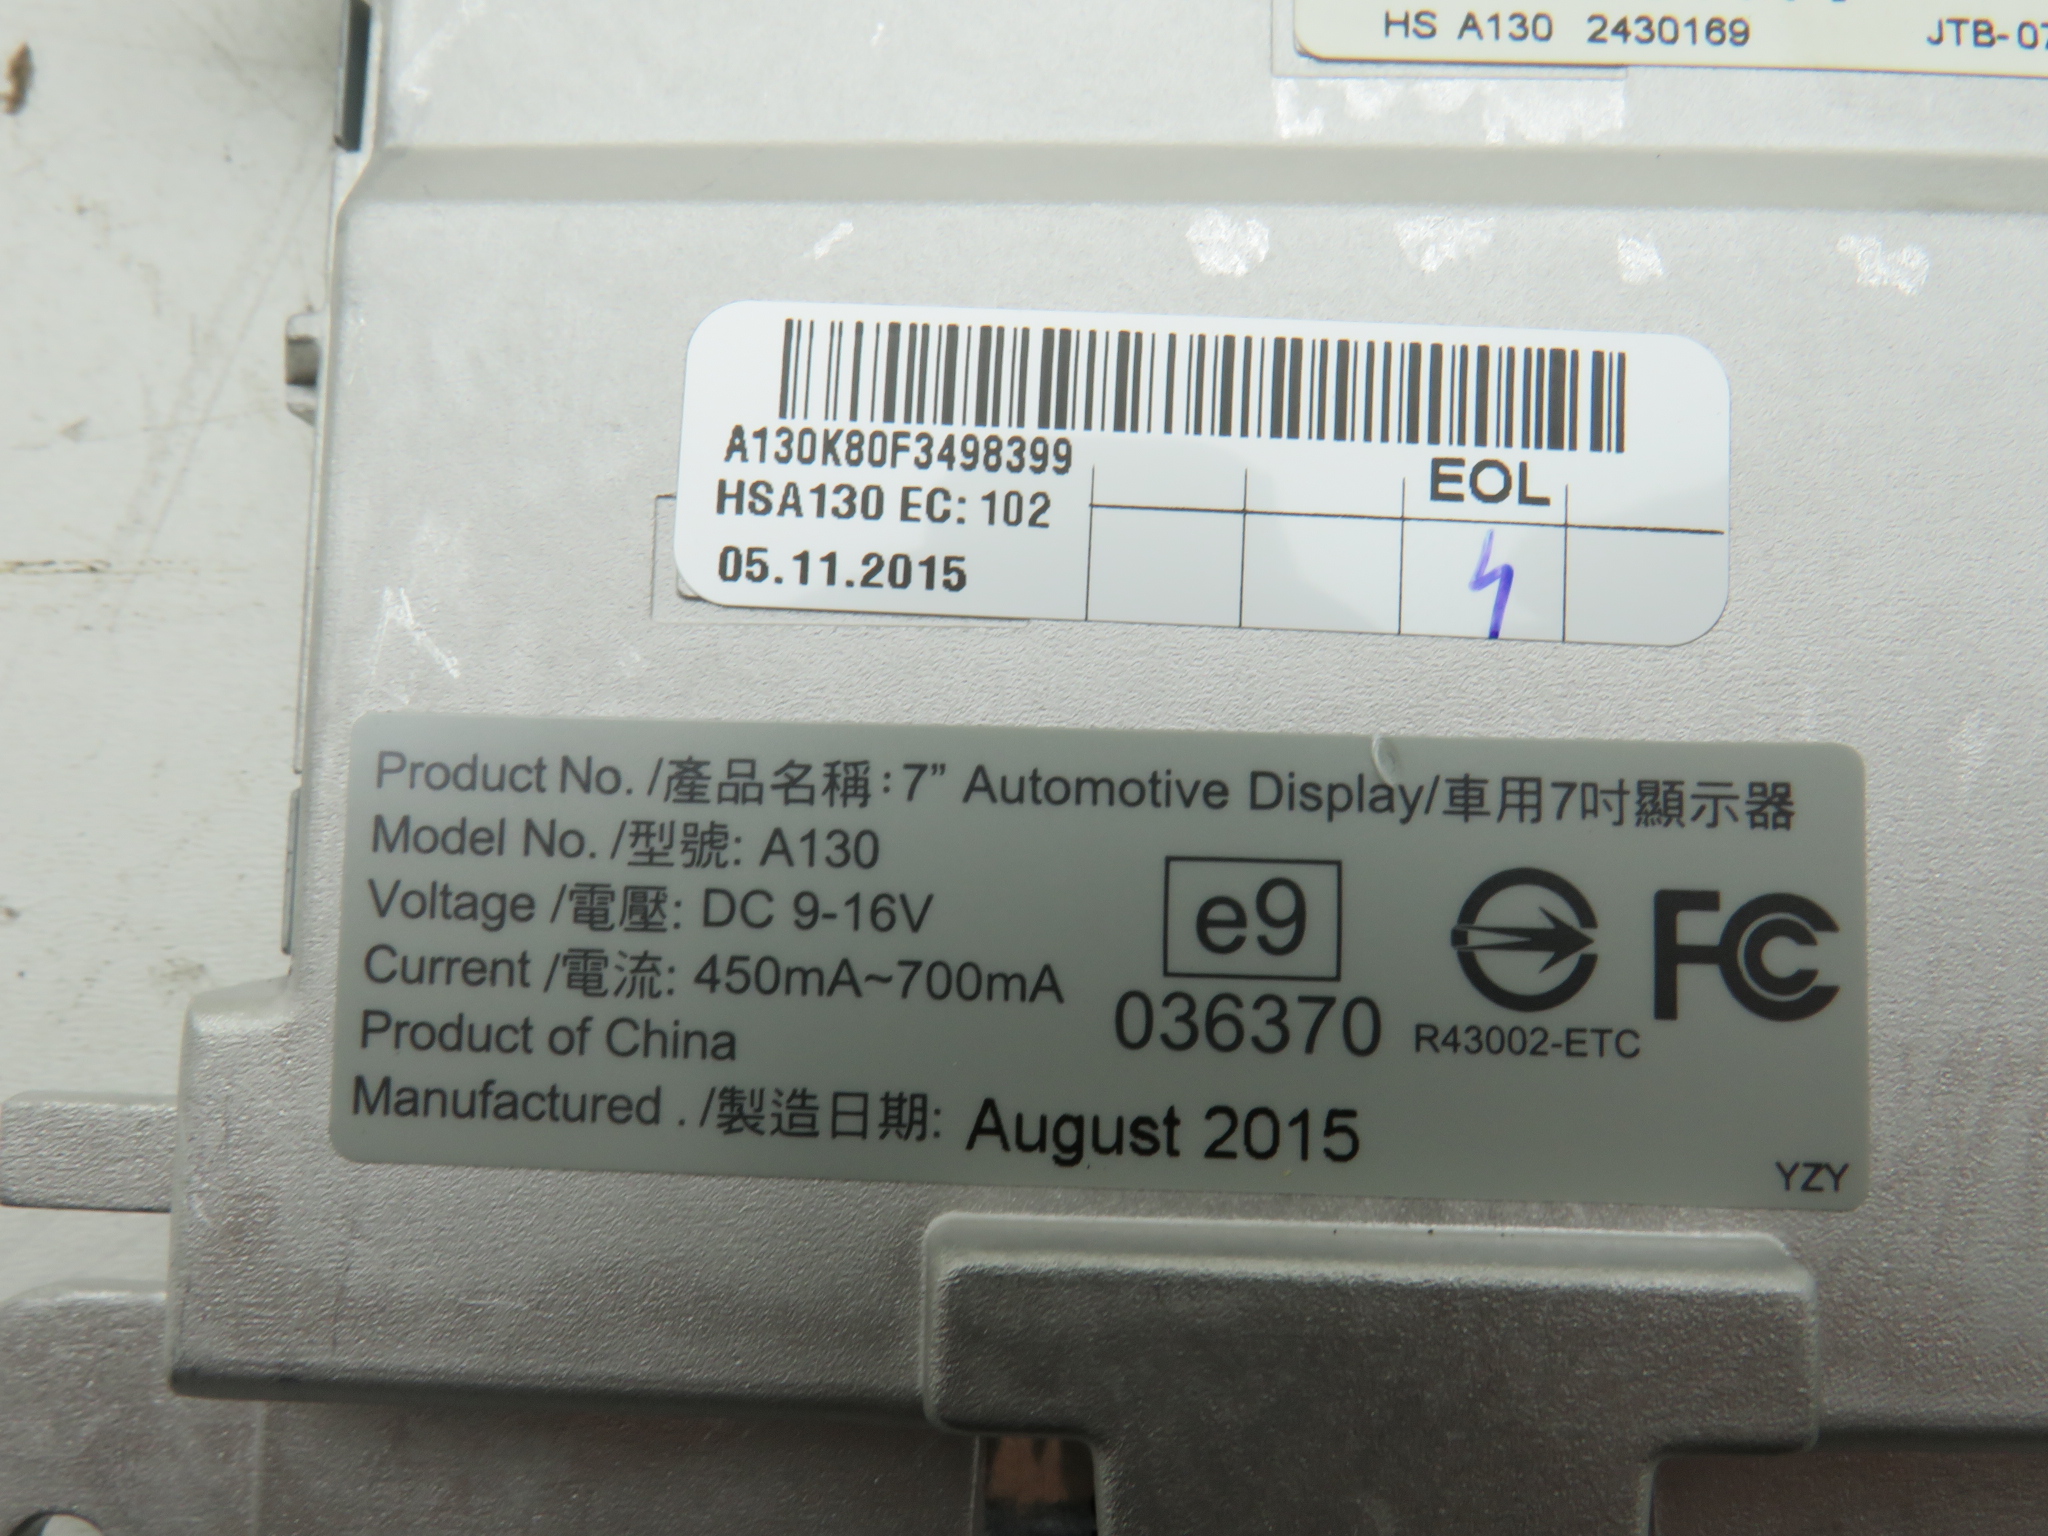 HS A130 2430169 JTB-07
A130K80F3498399
HSA130 EC: 102
EOL
05.11.2015
Product No. /產品名稱:7” Automotive Display/車用7吋顯示器
Model No. /型號: A130
Voltage /電壓: DC 9-16V
Current /電流: 450mA~700mA
Product of China
e9
036370
R43002-ETC
FC
Manufactured . /製造日期: August 2015
YZY